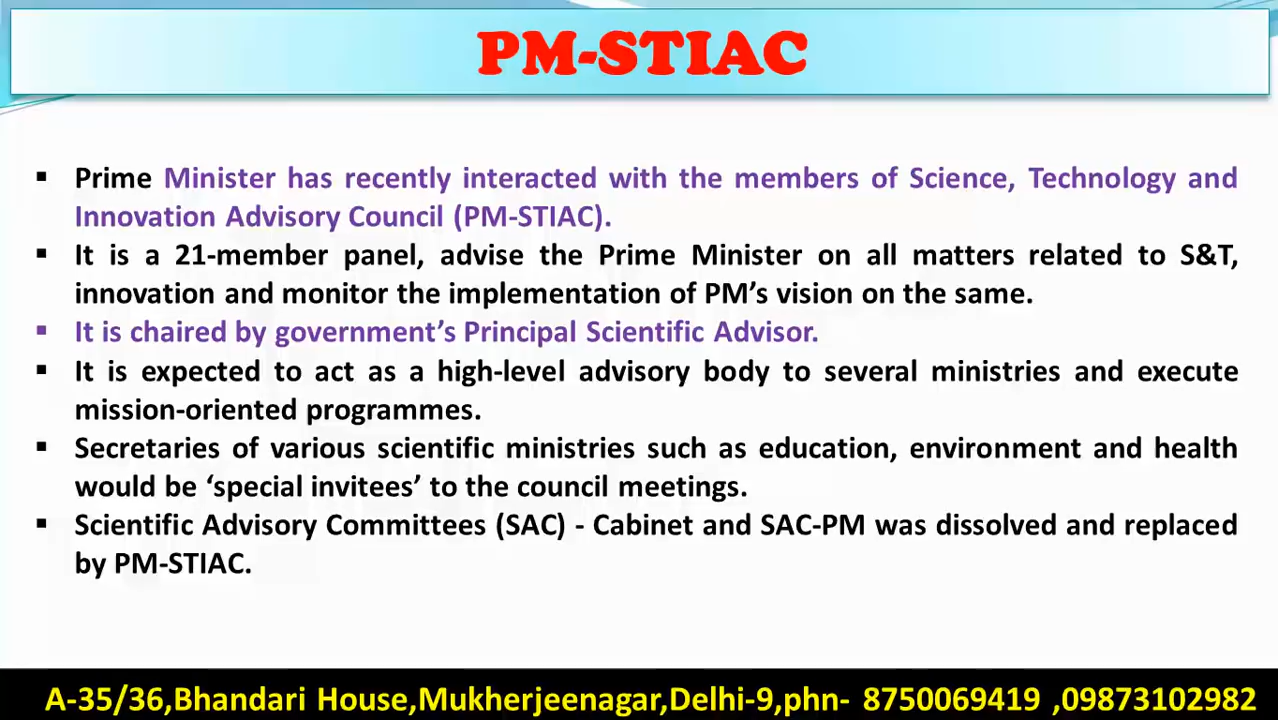 PM-STIAC
▪ Prime Minister has recently interacted with the members of Science, Technology and
Innovation Advisory Council (PM-STIAC).
▪ It is a 21-member panel, advise the Prime Minister on all matters related to S&T,
innovation and monitor the implementation of PM’s vision on the same.
▪ It is chaired by government’s Principal Scientific Advisor.
▪ It is expected to act as a high-level advisory body to several ministries and execute
mission-oriented programmes.
▪ Secretaries of various scientific ministries such as education, environment and health
would be ‘special invitees’ to the council meetings.
▪ Scientific Advisory Committees (SAC) - Cabinet and SAC-PM was dissolved and replaced
by PM-STIAC.
A-35/36,Bhandari House,Mukherjeenagar,Delhi-9,phn- 8750069419 ,09873102982